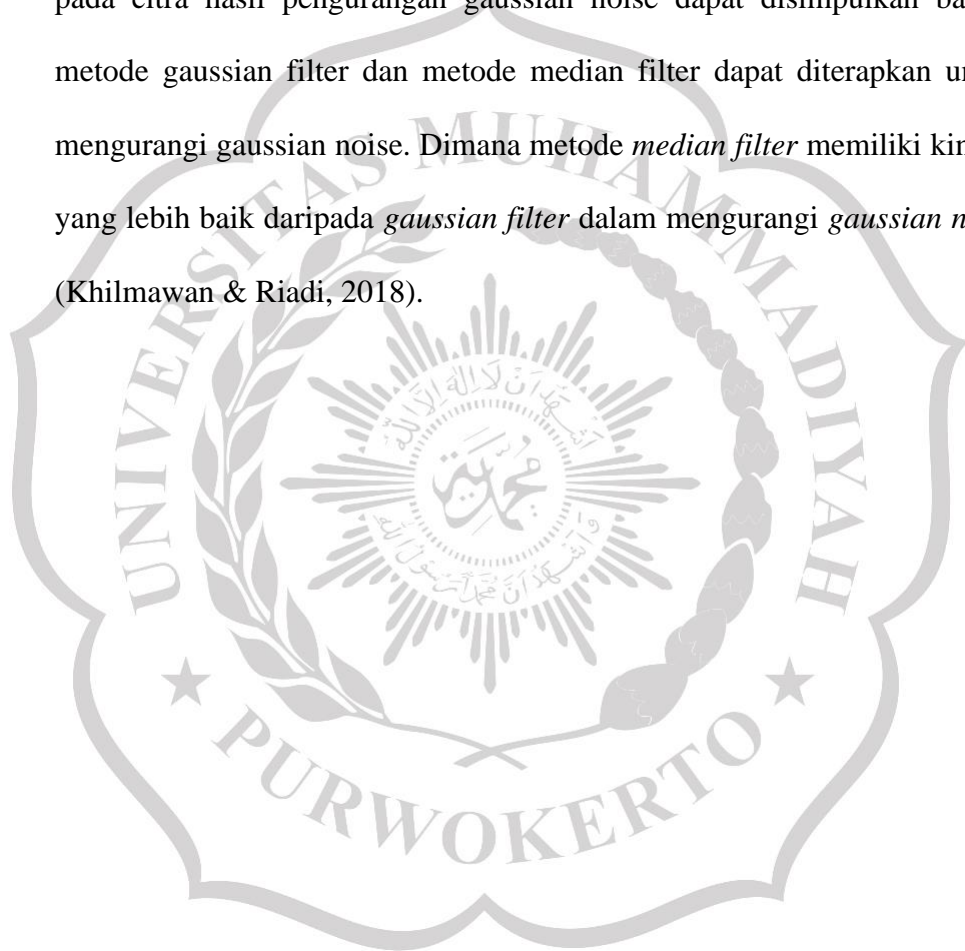 pada citra hasil pengurangan gaussian noise dapat disimpulkan ba
metode gaussian filter dan metode median filter dapat diterapkan un
mengurangi gaussian noise. Dimana metode median filter memiliki kin
yang lebih baik daripada gaussian filter dalam mengurangi gaussian n
(Khilmawan & Riadi, 2018).
UNIVERSITAS MUHAMMADIYAH
PURWOKERTO